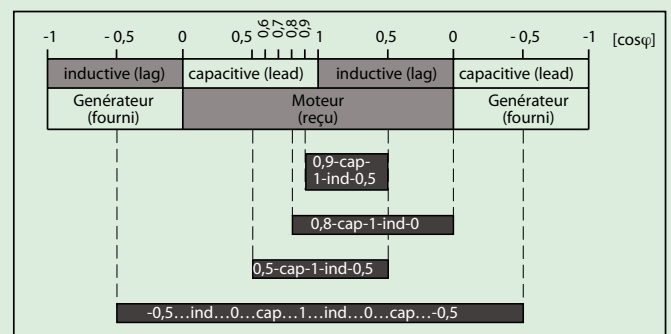 0,6 0,7 0,8 0,9
-1 - 0,5 0 0,5 1 0,5 0 - 0,5 -1 [cosφ]
inductive (lag) capacitive (lead) inductive (lag) capacitive (lead)
Genérateur Moteur Genérateur
(fourni) (reçu) (fourni)
0,9-cap-
1-ind-0,5
0,8-cap-1-ind-0
0,5-cap-1-ind-0,5
-0,5…ind…0…cap…1…ind…0…cap…-0,5